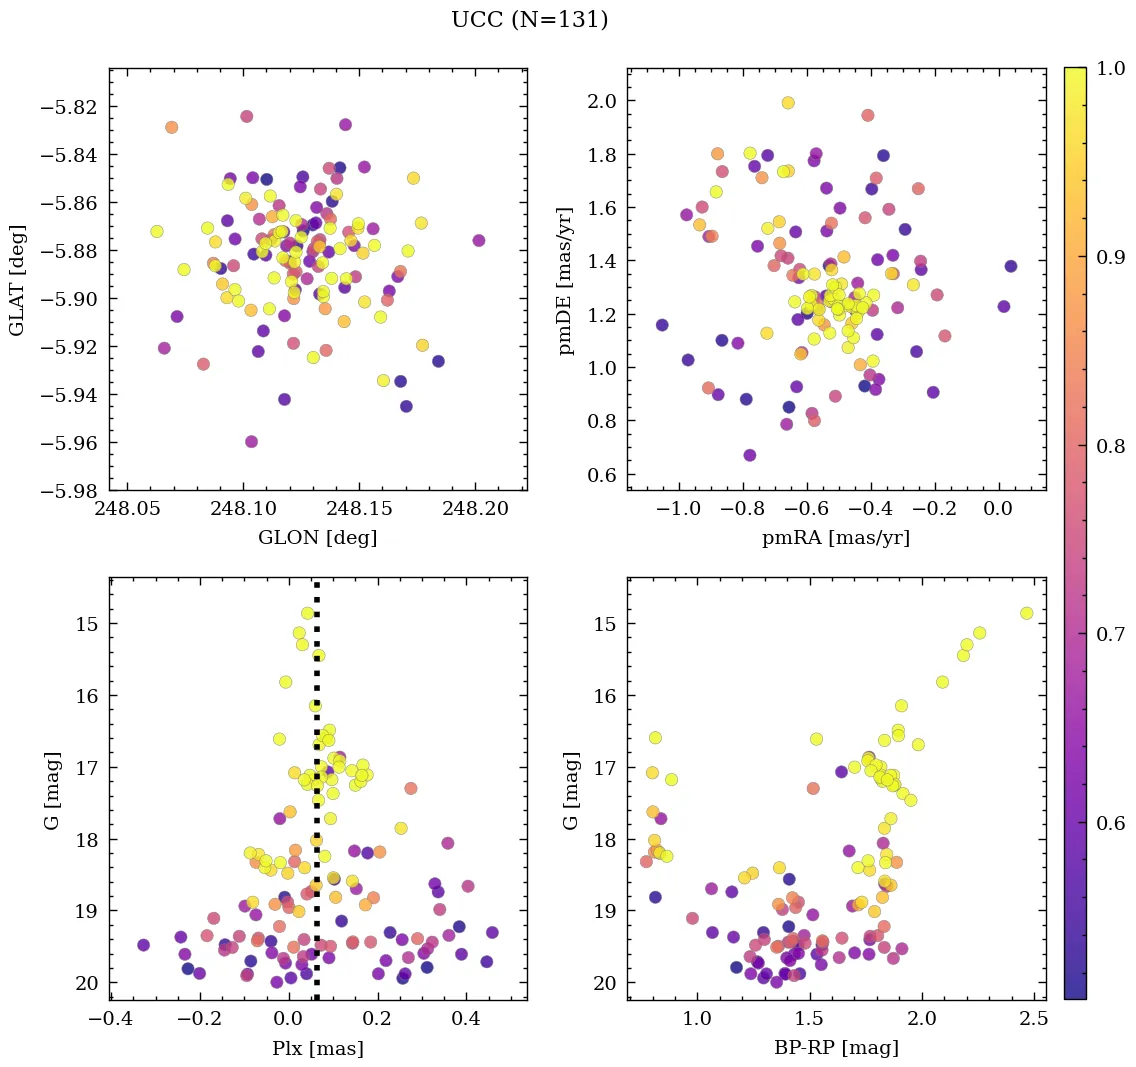 UCC (N=131)
−5.82
−5.84
−5.86
−5.88
−5.90
−5.92
−5.94
−5.96
−5.98
GLAT [deg]
248.05 248.10 248.15 248.20
GLON [deg]
2.0
1.8
1.6
1.4
1.2
1.0
0.8
0.6
pmDE [mas/yr]
−1.0 −0.8 −0.6 −0.4 −0.2 0.0
pmRA [mas/yr]
15
16
17
18
19
20
G [mag]
−0.4 −0.2 0.0 0.2 0.4
Plx [mas]
15
16
17
18
19
20
G [mag]
1.0 1.5 2.0 2.5
BP-RP [mag]
1.0
0.9
0.8
0.7
0.6